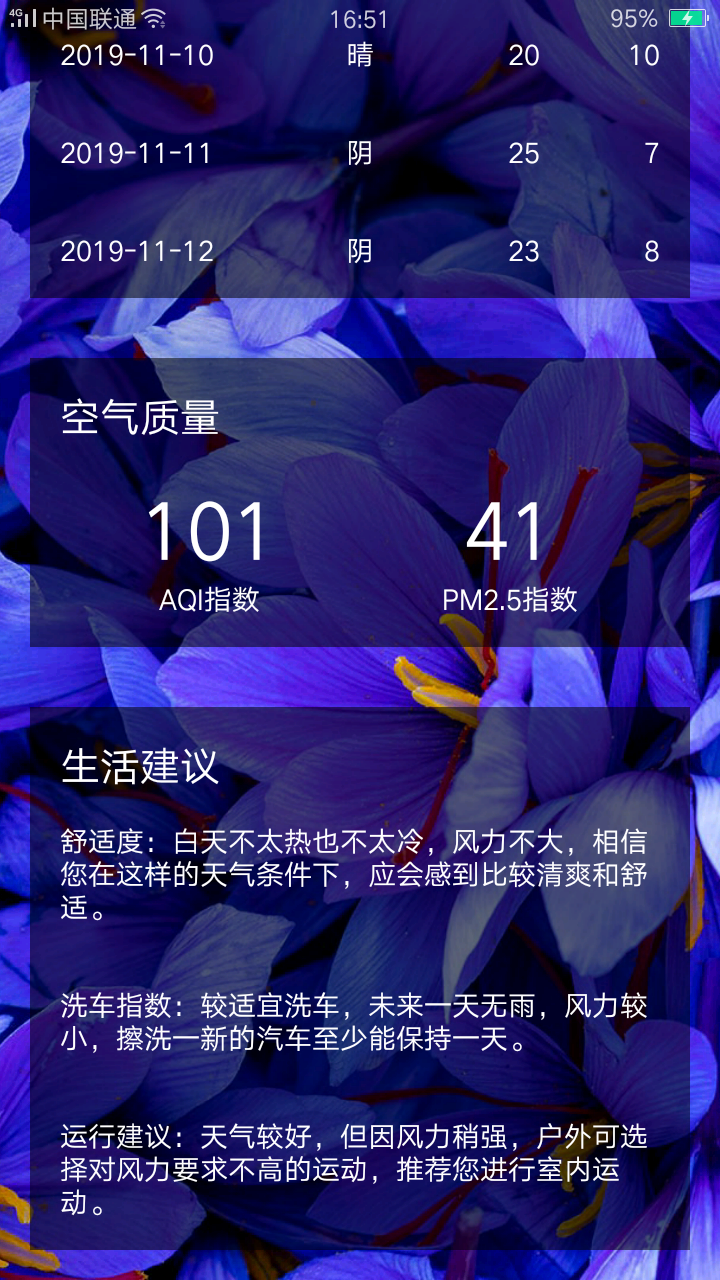 4G 中国联通 16:51 95%
2019-11-10 晴 20 10
2019-11-11 阴 25 7
2019-11-12 阴 23 8
空气质量
101 41
AQI指数 PM2.5指数
生活建议
舒适度：白天不太热也不太冷，风力不大，相信
您在这样的天气条件下，应会感到比较清爽和舒
适。
洗车指数：较适宜洗车，未来一天无雨，风力较
小，擦洗一新的汽车至少能保持一天。
运行建议：天气较好，但因风力稍强，户外可选
择对风力要求不高的运动，推荐您进行室内运
动。